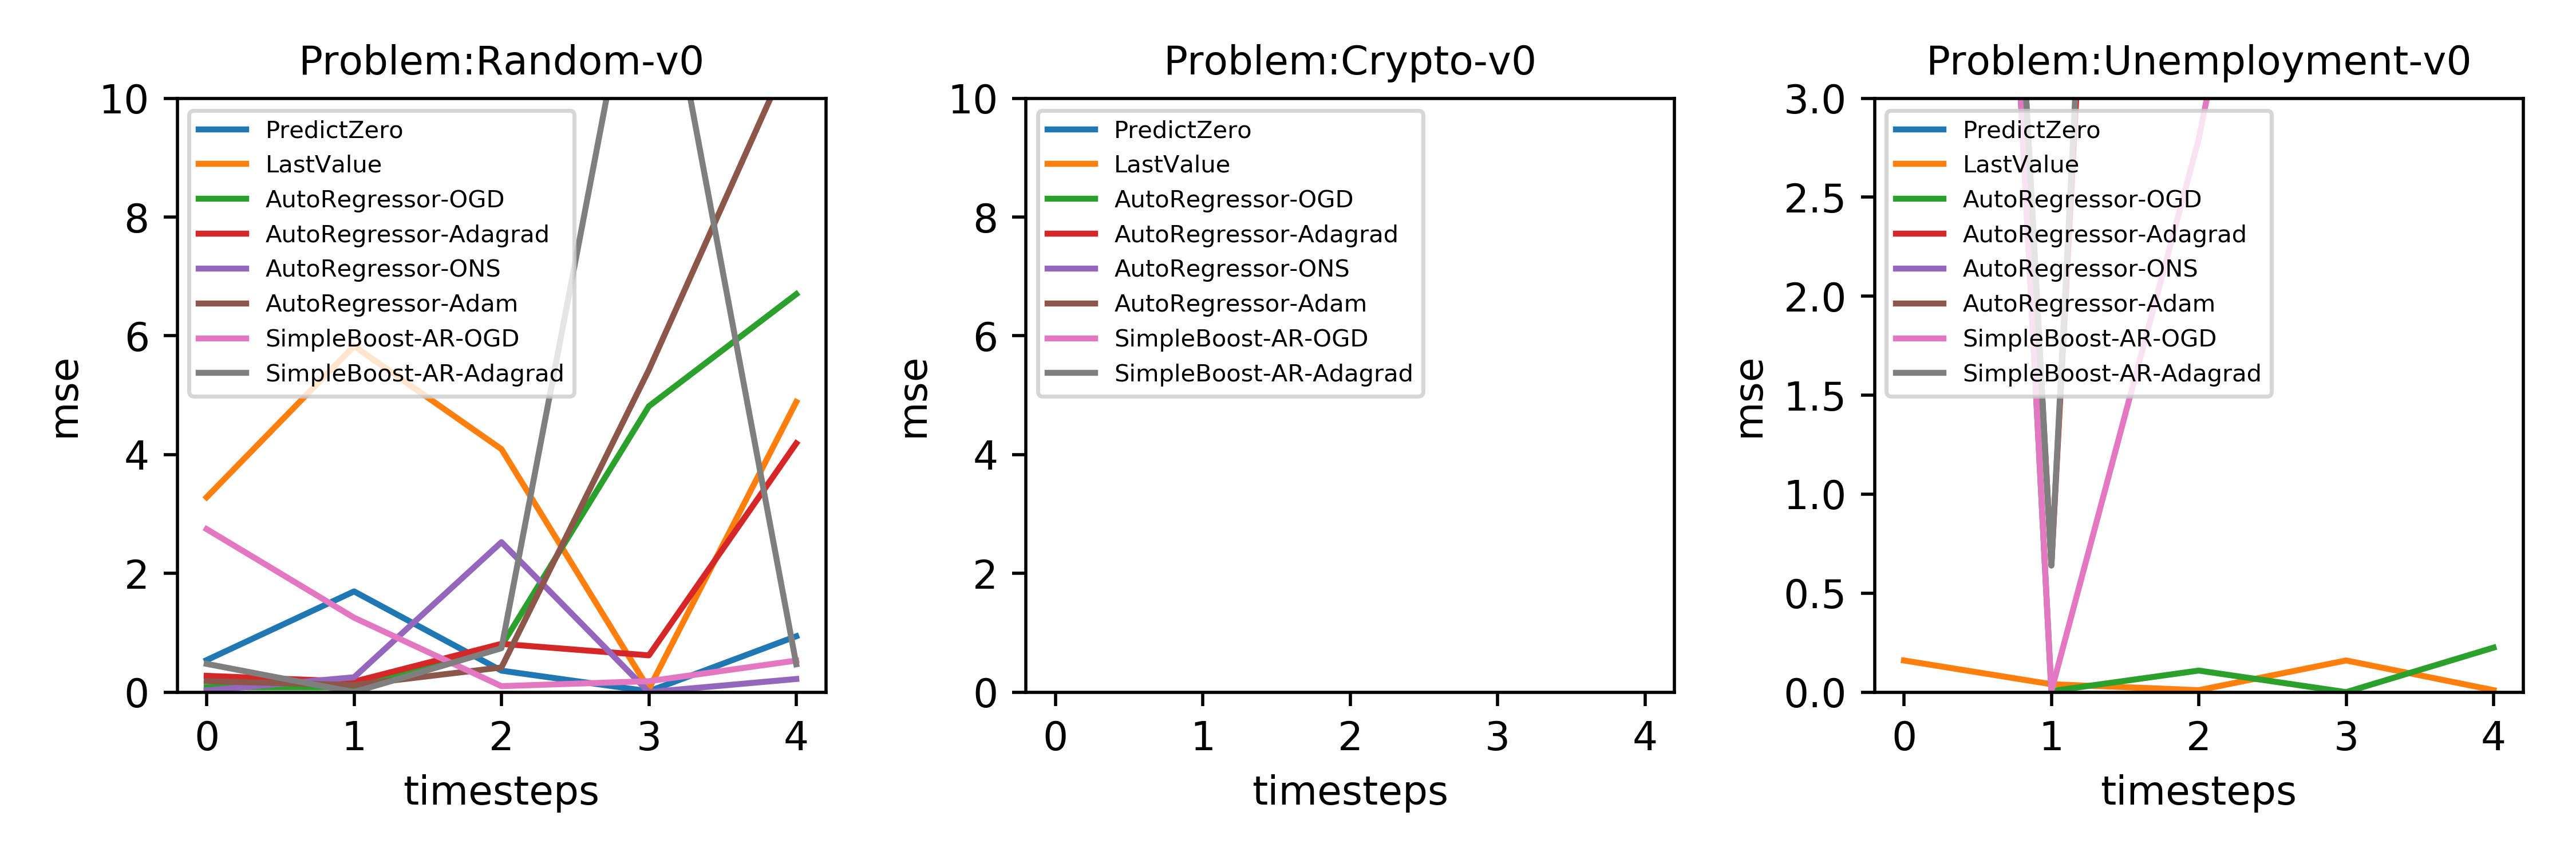 Problem:Random-v0
10
8
6
4
2
0
mse
PredictZero
LastValue
AutoRegressor-OGD
AutoRegressor-Adagrad
AutoRegressor-ONS
AutoRegressor-Adam
SimpleBoost-AR-OGD
SimpleBoost-AR-Adagrad
0 1 2 3 4
timesteps
Problem:Crypto-v0
10
8
6
4
2
0
mse
PredictZero
LastValue
AutoRegressor-OGD
AutoRegressor-Adagrad
AutoRegressor-ONS
AutoRegressor-Adam
SimpleBoost-AR-OGD
SimpleBoost-AR-Adagrad
0 1 2 3 4
timesteps
Problem:Unemployment-v0
3.0
2.5
2.0
1.5
1.0
0.5
0.0
mse
PredictZero
LastValue
AutoRegressor-OGD
AutoRegressor-Adagrad
AutoRegressor-ONS
AutoRegressor-Adam
SimpleBoost-AR-OGD
SimpleBoost-AR-Adagrad
0 1 2 3 4
timesteps